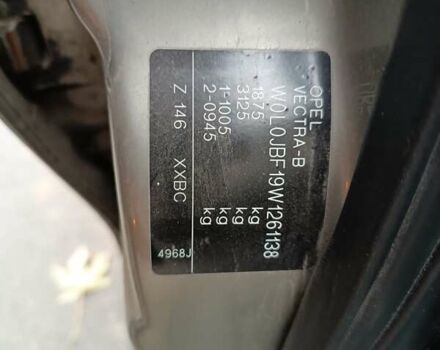 OPEL
VECTRA-B
W0L0JBF19W1261138
1875 kg
3125 kg
1-1005 kg
2-0945 kg
Z 146 XXBC
4968J